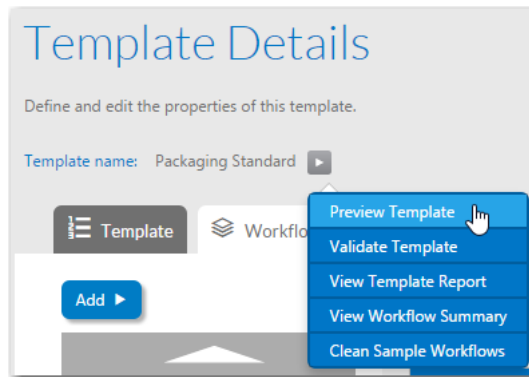 Template Details
Define and edit the properties of this template.
Template name: Packaging Standard
Template
Workflo
Preview Template
Validate Template
View Template Report
View Workflow Summary
Clean Sample Workflows
Add